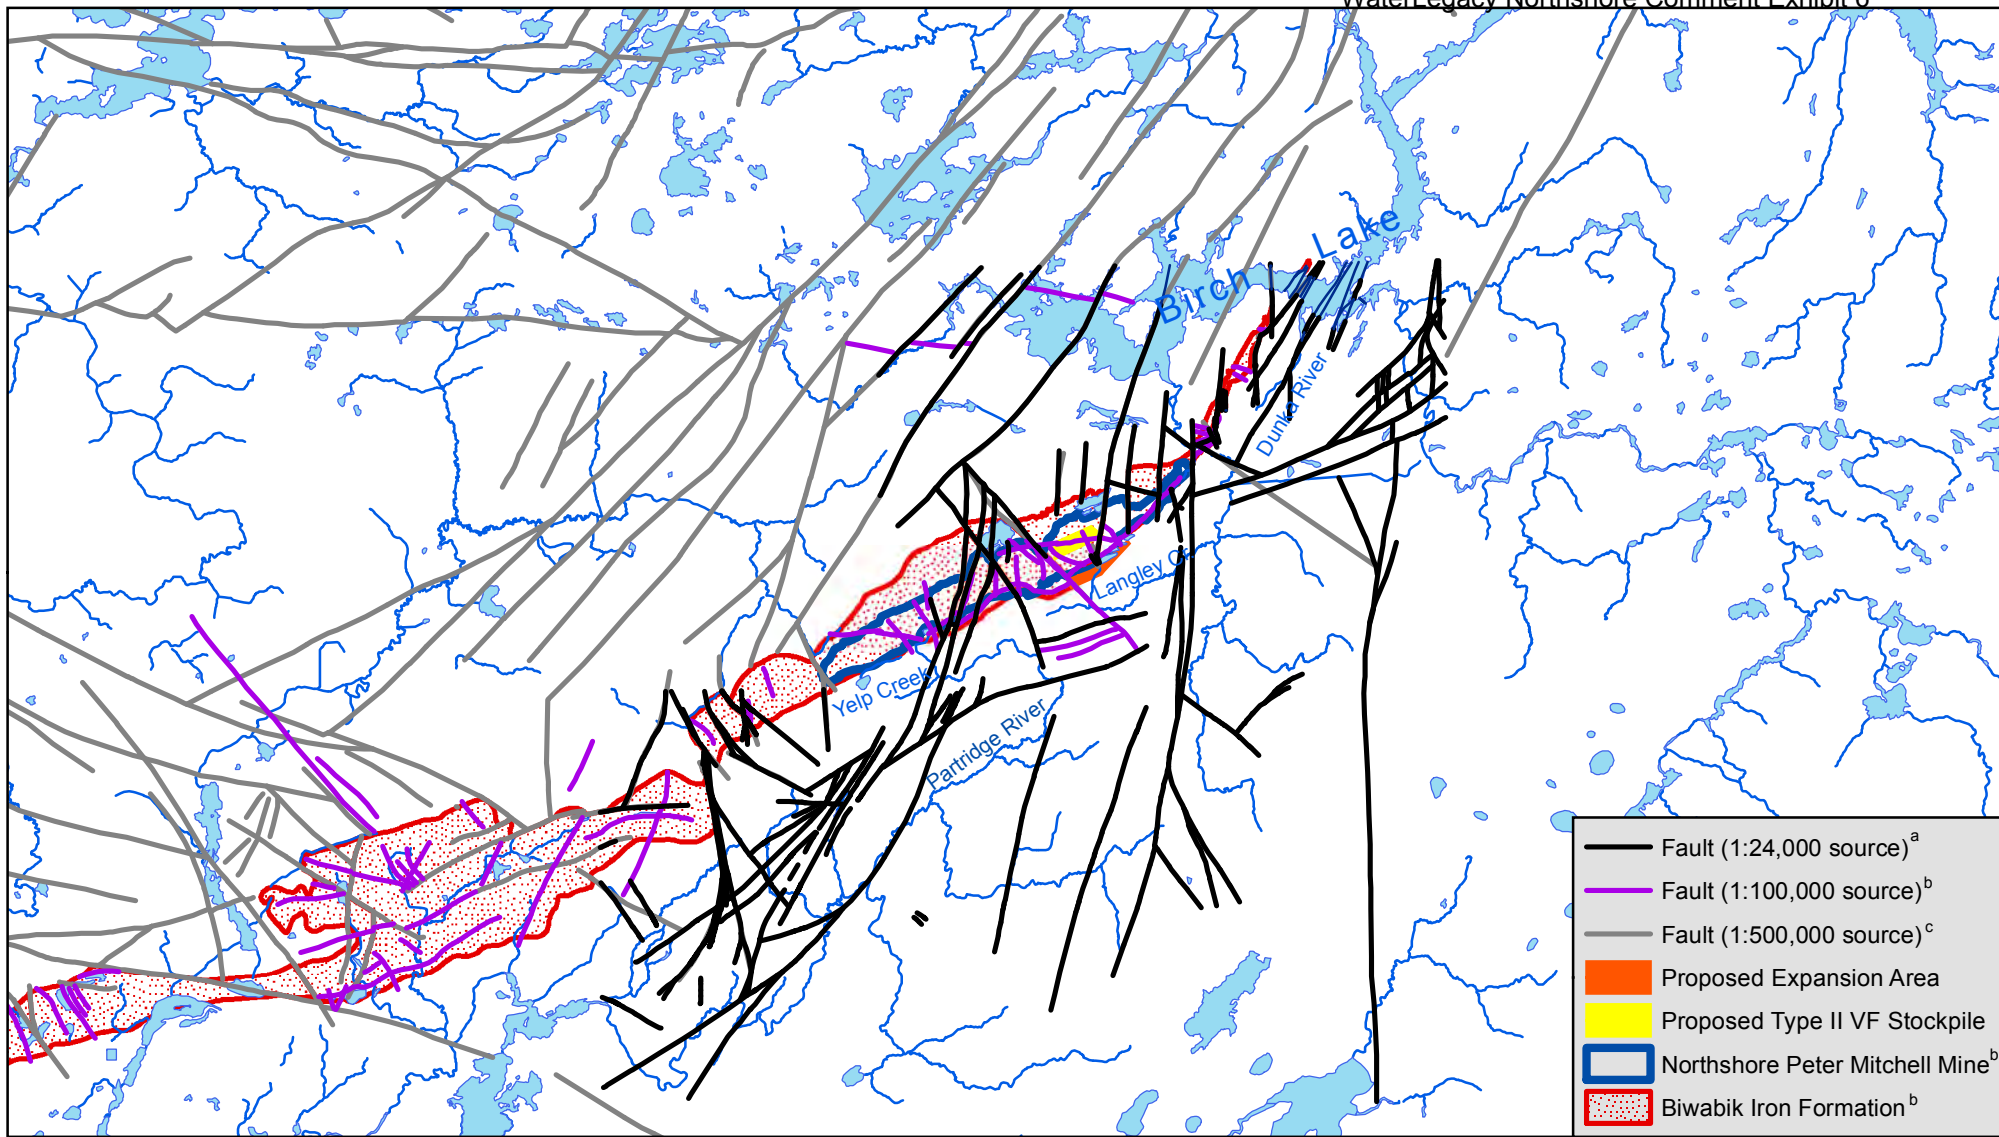 WaterLegacy Northshore Comment Exhibit 6
Birch Lake
Dunka River
Langley Cr
Yelp Creek
Partridge River
Fault (1:24,000 source)a
Fault (1:100,000 source)b
Fault (1:500,000 source)c
Proposed Expansion Area
Proposed Type II VF Stockpile
Northshore Peter Mitchell Mineb
Biwabik Iron Formationb